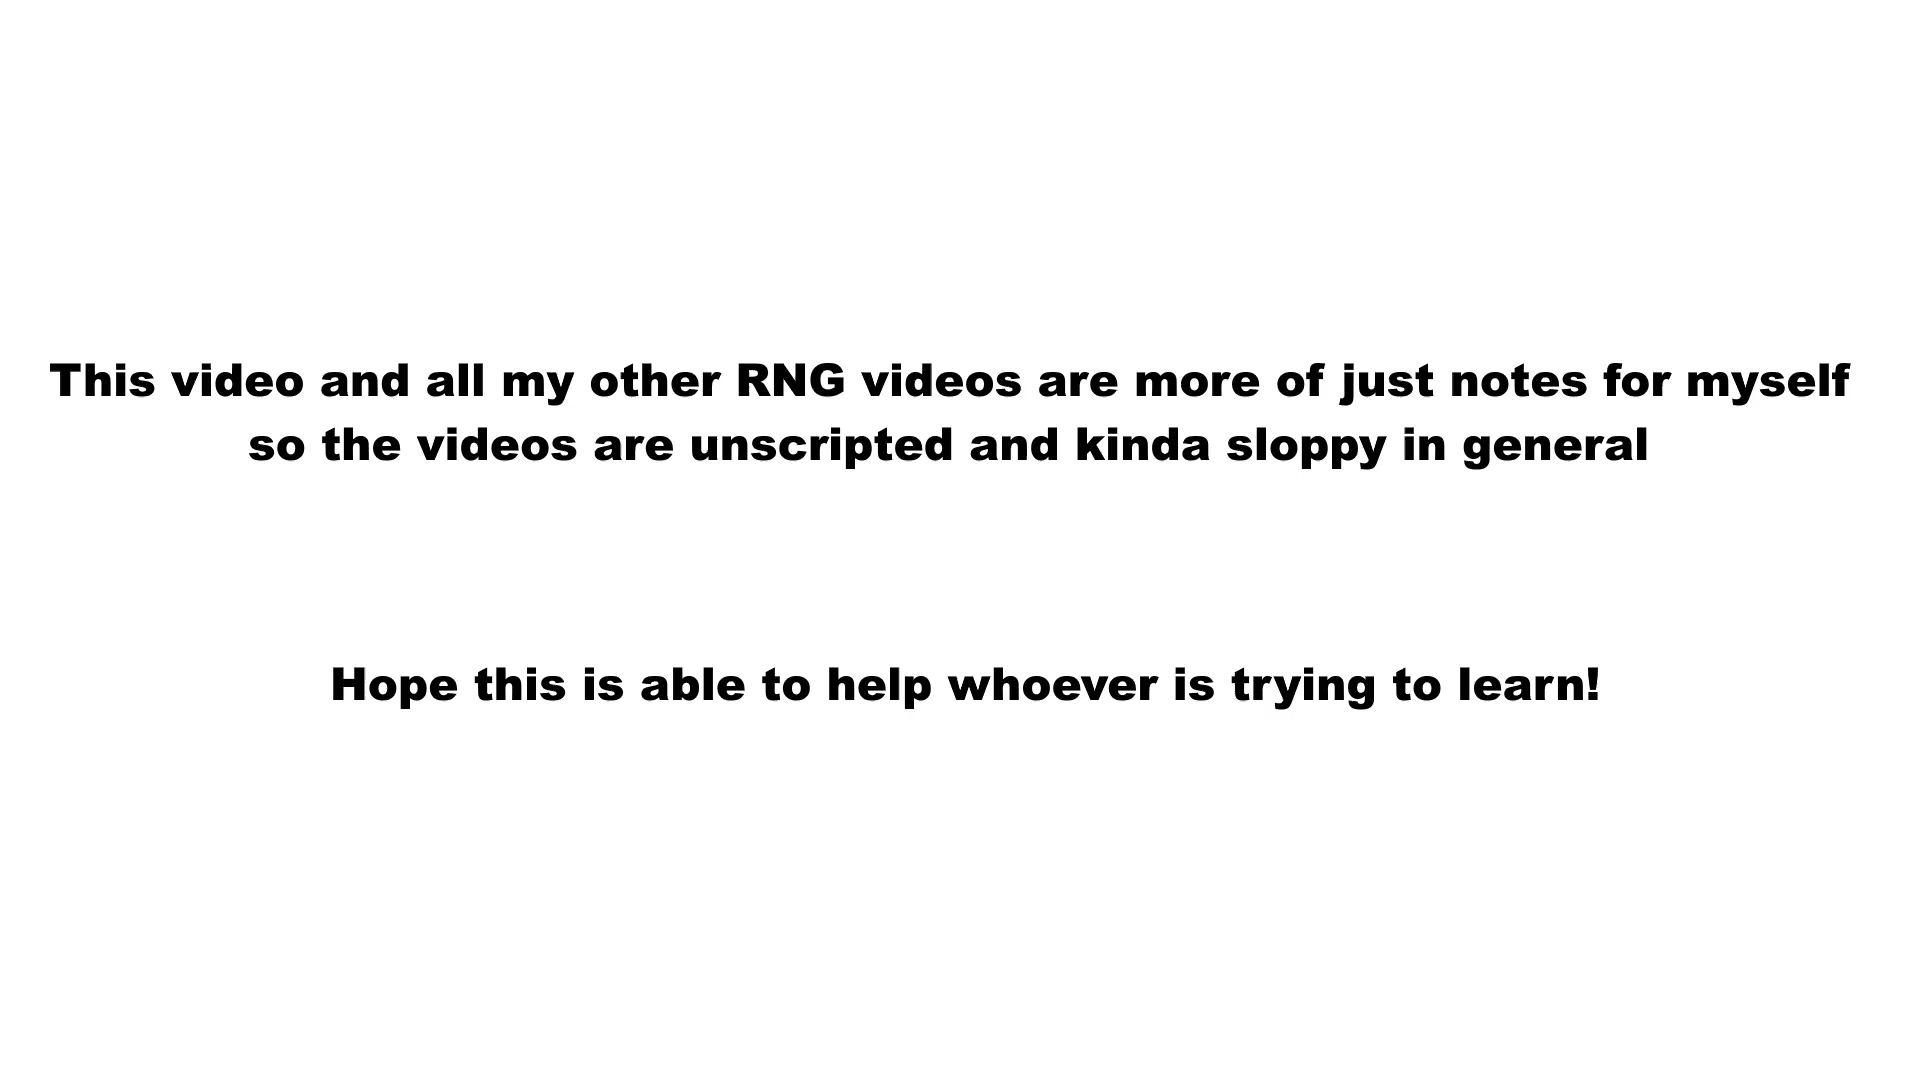 This video and all my other RNG videos are more of just notes for myself
so the videos are unscripted and kinda sloppy in general
Hope this is able to help whoever is trying to learn!